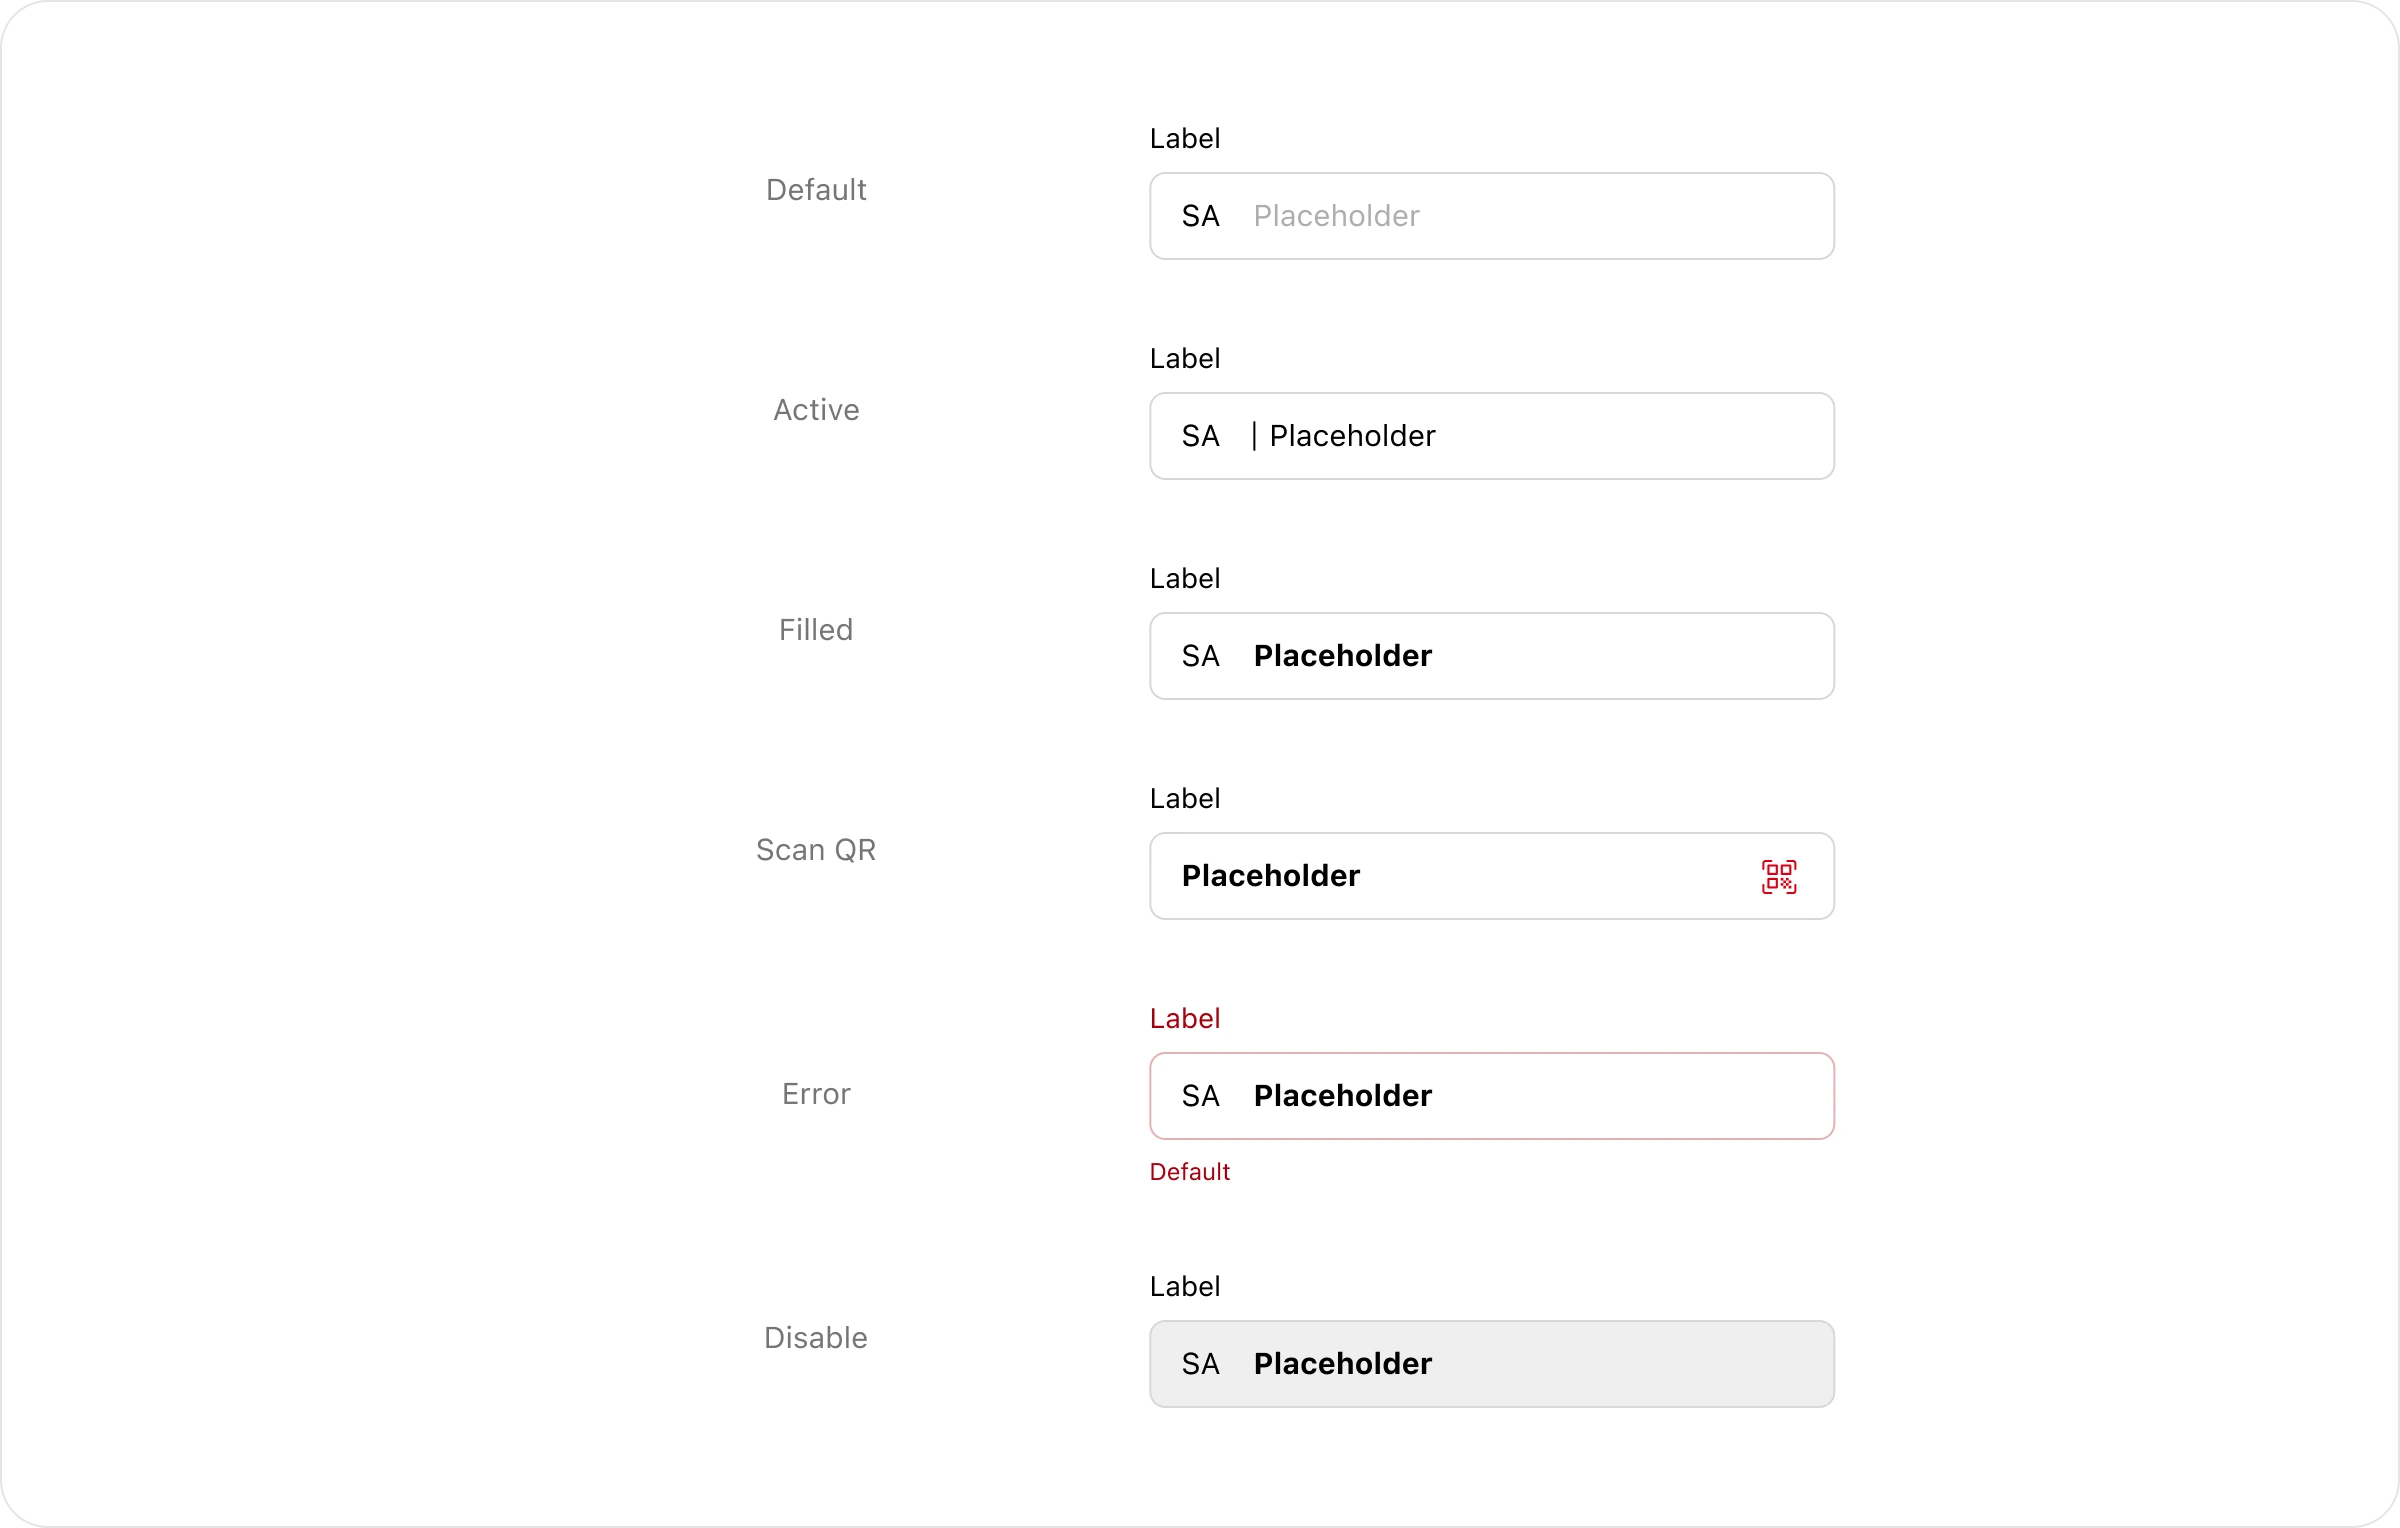 Label
Default
SA Placeholder
Label
Active
SA | Placeholder
Label
Filled
SA Placeholder
Label
Scan QR
Placeholder
Label
Error
SA Placeholder
Default
Label
Disable
SA Placeholder